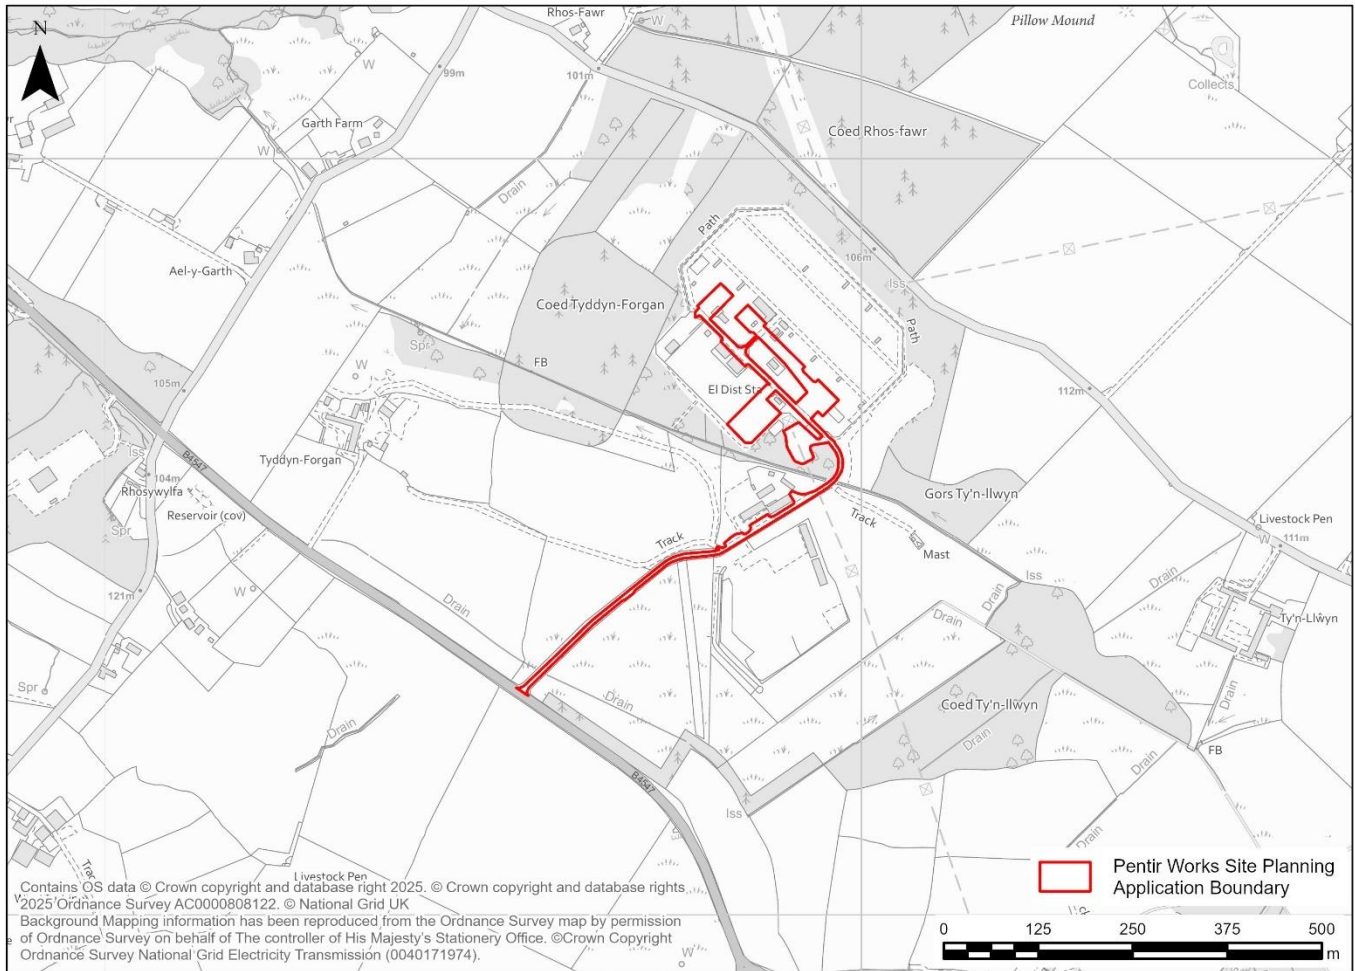 Rhos-Fawr
W
Pillow Mound
N
99m
101m
103m
W
Collects
Garth Farm
Coed Rhos-fawr
W
Drain
Path
Ael-y-Garth
106m
Iss
Coed Tyddyn-Forgan
Path
Spr
FB
W
El Dist Sta
105m
112m
Iss
B4547
Tyddyn-Forgan
104m
Rhosywylfa
Reservoir (cov)
Spr
Gors Ty'n-llwyn
Track
Livestock Pen
W
111m
Track
Mast
Iss
121m
W
Drain
Drain
Drain
Drain
Ty'n-Llŵyn
Spr
Drain
Coed Ty'n-llwyn
Drain
Drain
Drain
FB
Drain
B4547
Iss
Drain
Track
Livestock Pen
Pentir Works Site Planning
Application Boundary
Contains OS data © Crown copyright and database right 2025. © Crown copyright and database rights
2025 Ordnance Survey AC0000808122. © National Grid UK
Background Mapping information has been reproduced from the Ordnance Survey map by permission
of Ordnance Survey on behalf of The controller of His Majesty's Stationery Office. ©Crown Copyright
Ordnance Survey National Grid Electricity Transmission (0040171974).
W
0 125 250 375 500
m